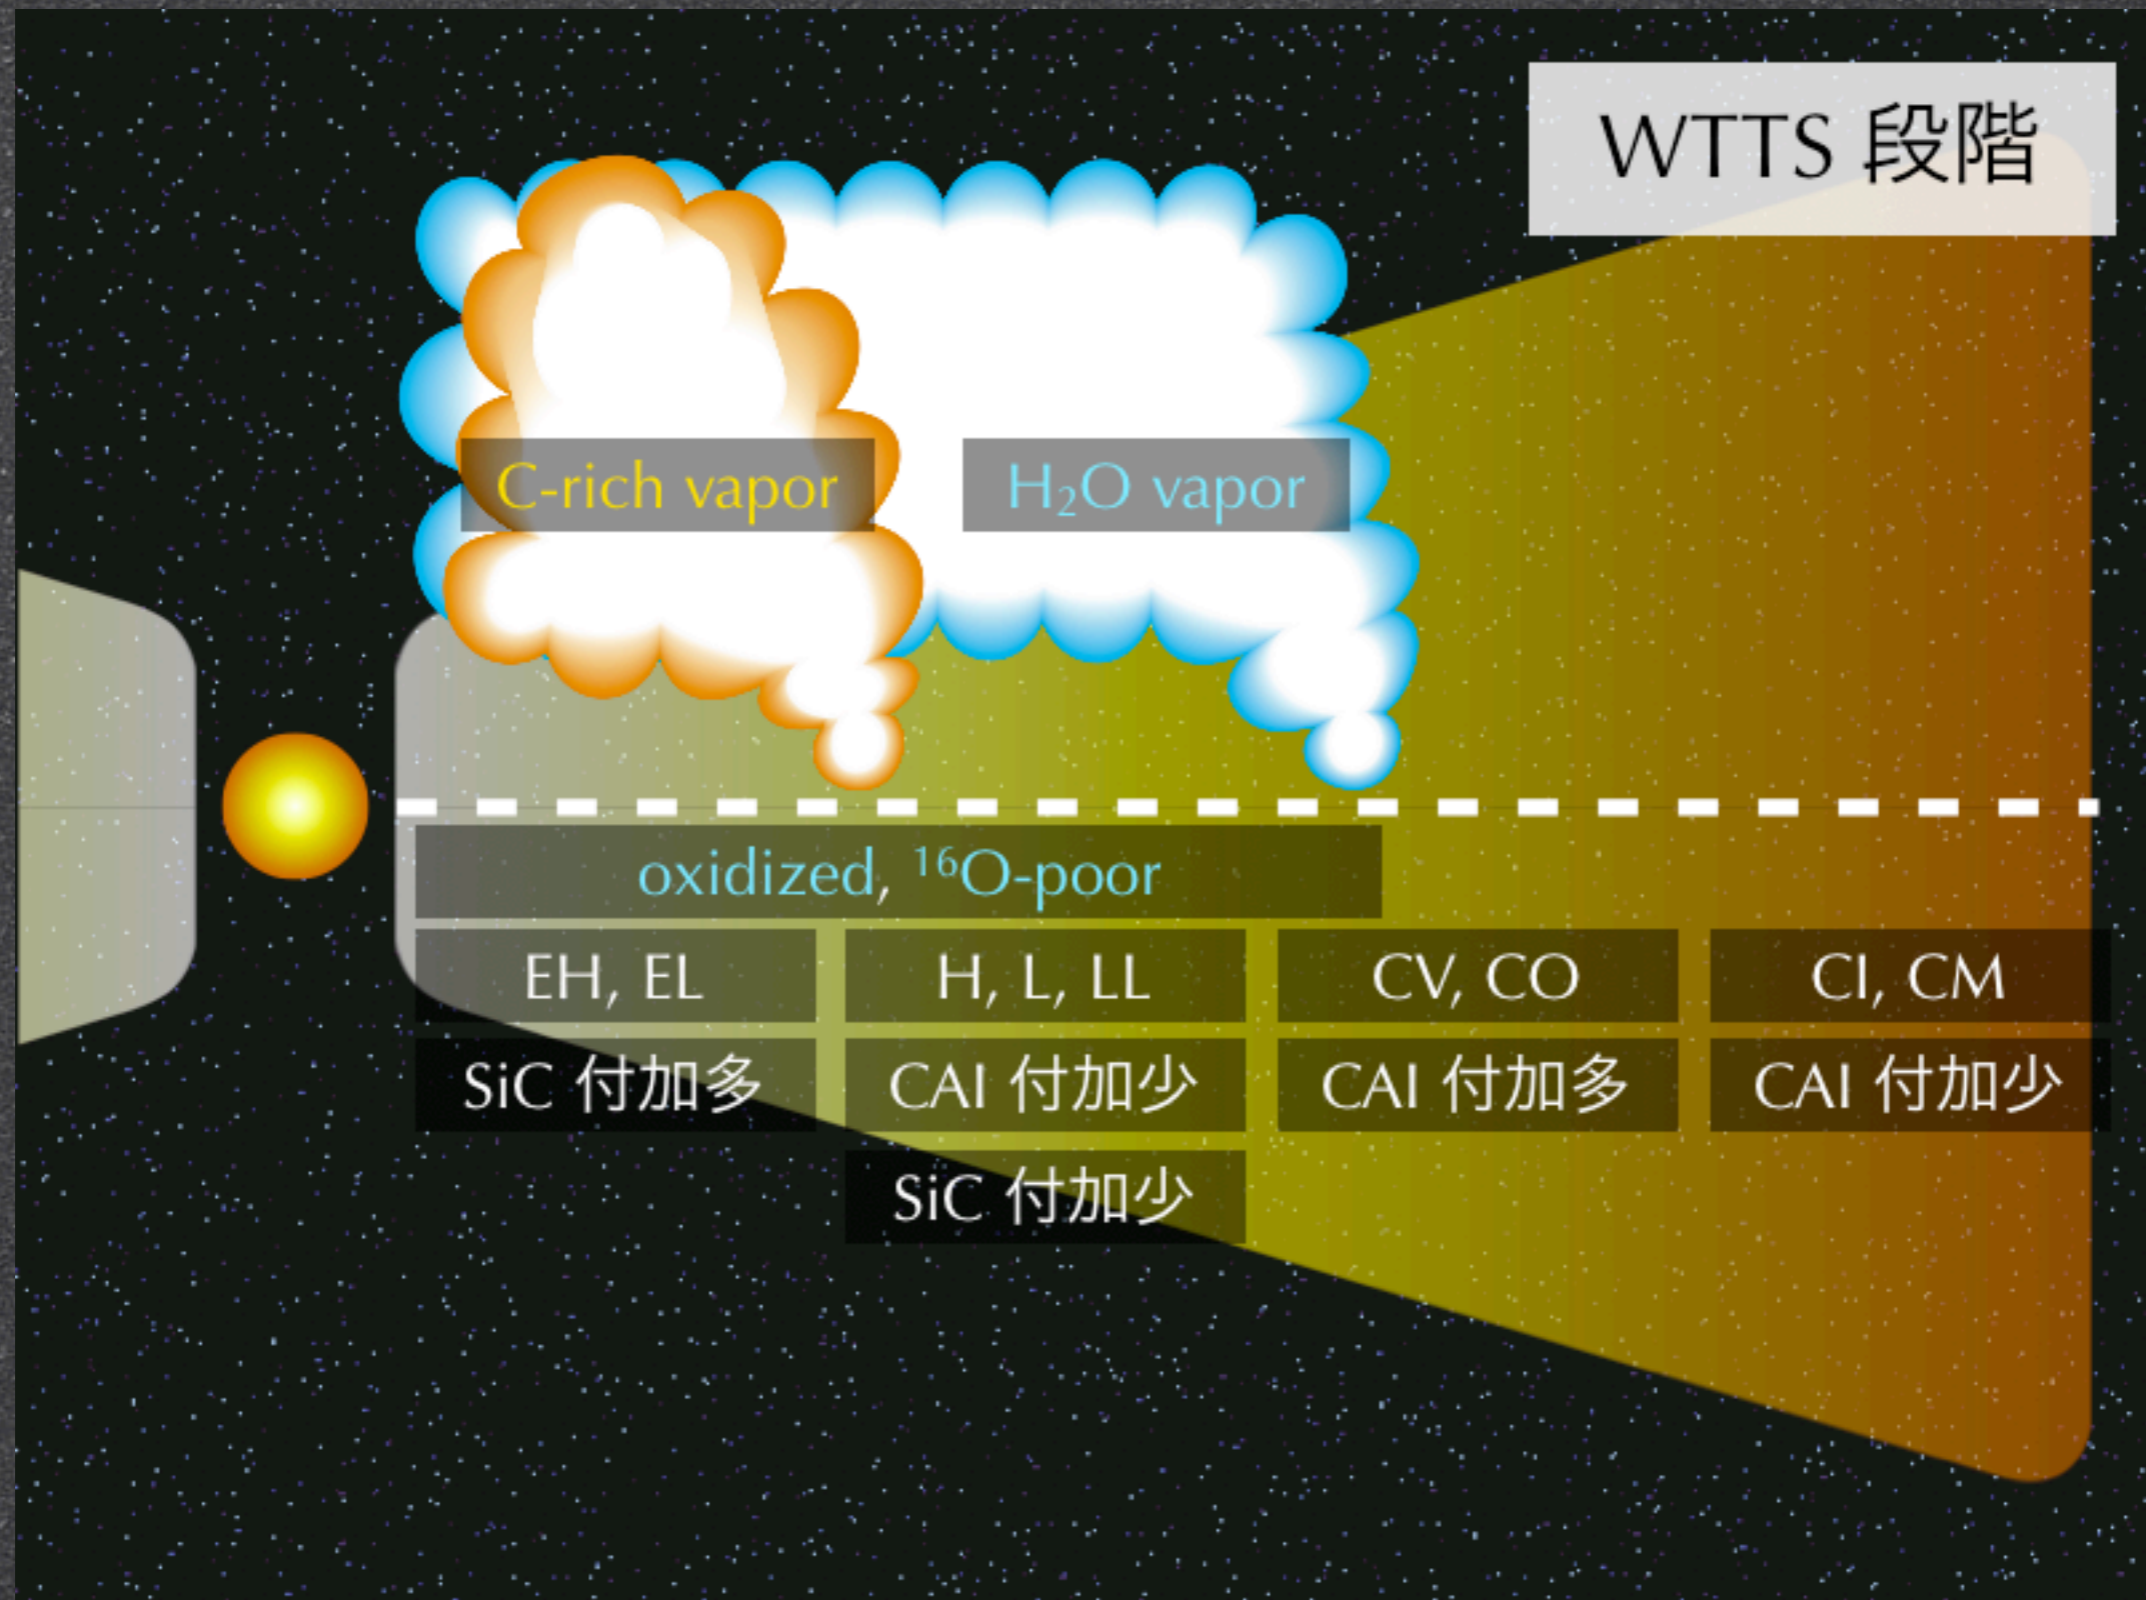 WTTS 段階
C-rich vapor
H₂O vapor
oxidized, ¹⁶O-poor
EH, EL
H, L, LL
CV, CO
CI, CM
SiC 付加多
CAI 付加少
CAI 付加多
CAI 付加少
SiC 付加少